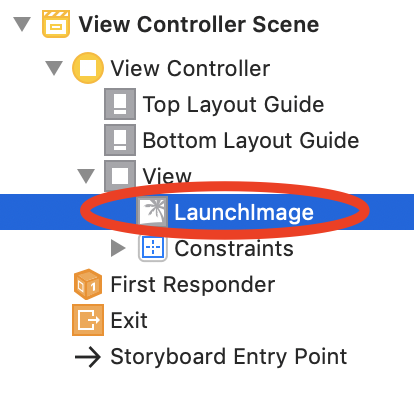 View Controller Scene
View Controller
Top Layout Guide
Bottom Layout Guide
View
LaunchImage
Constraints
First Responder
Exit
Storyboard Entry Point